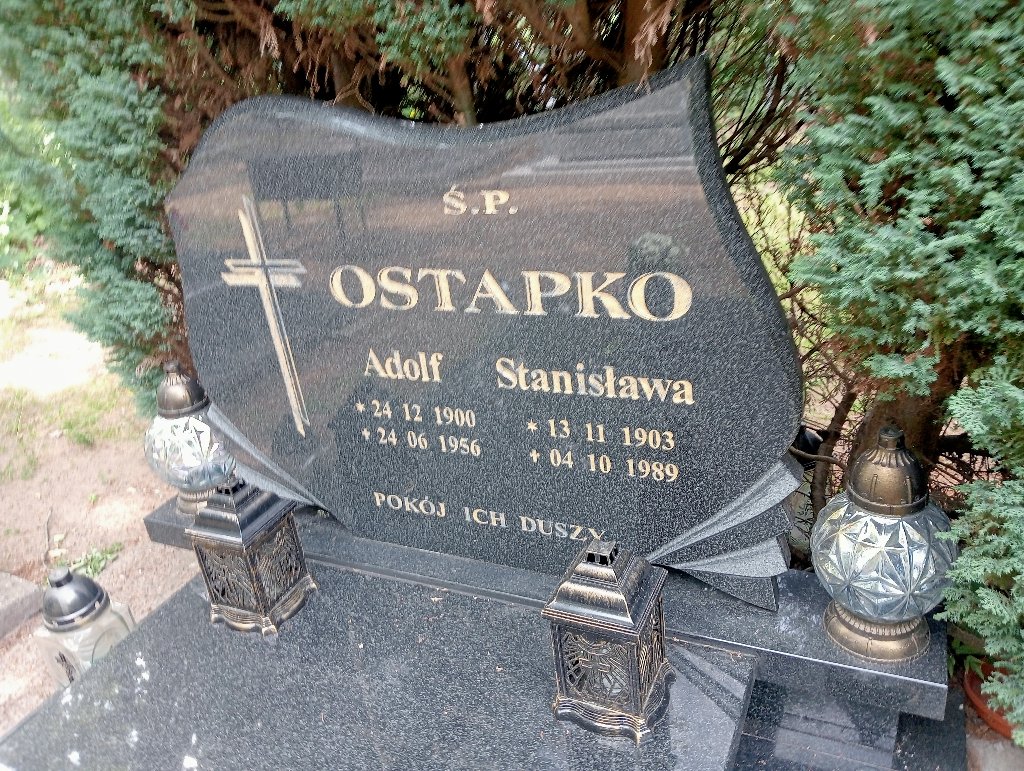 Ś.P.
OSTAPKO
Adolf Stanisława
* 24 12 1900 * 13 11 1903
+ 24 06 1956 + 04 10 1989
POKÓJ ICH DUSZY